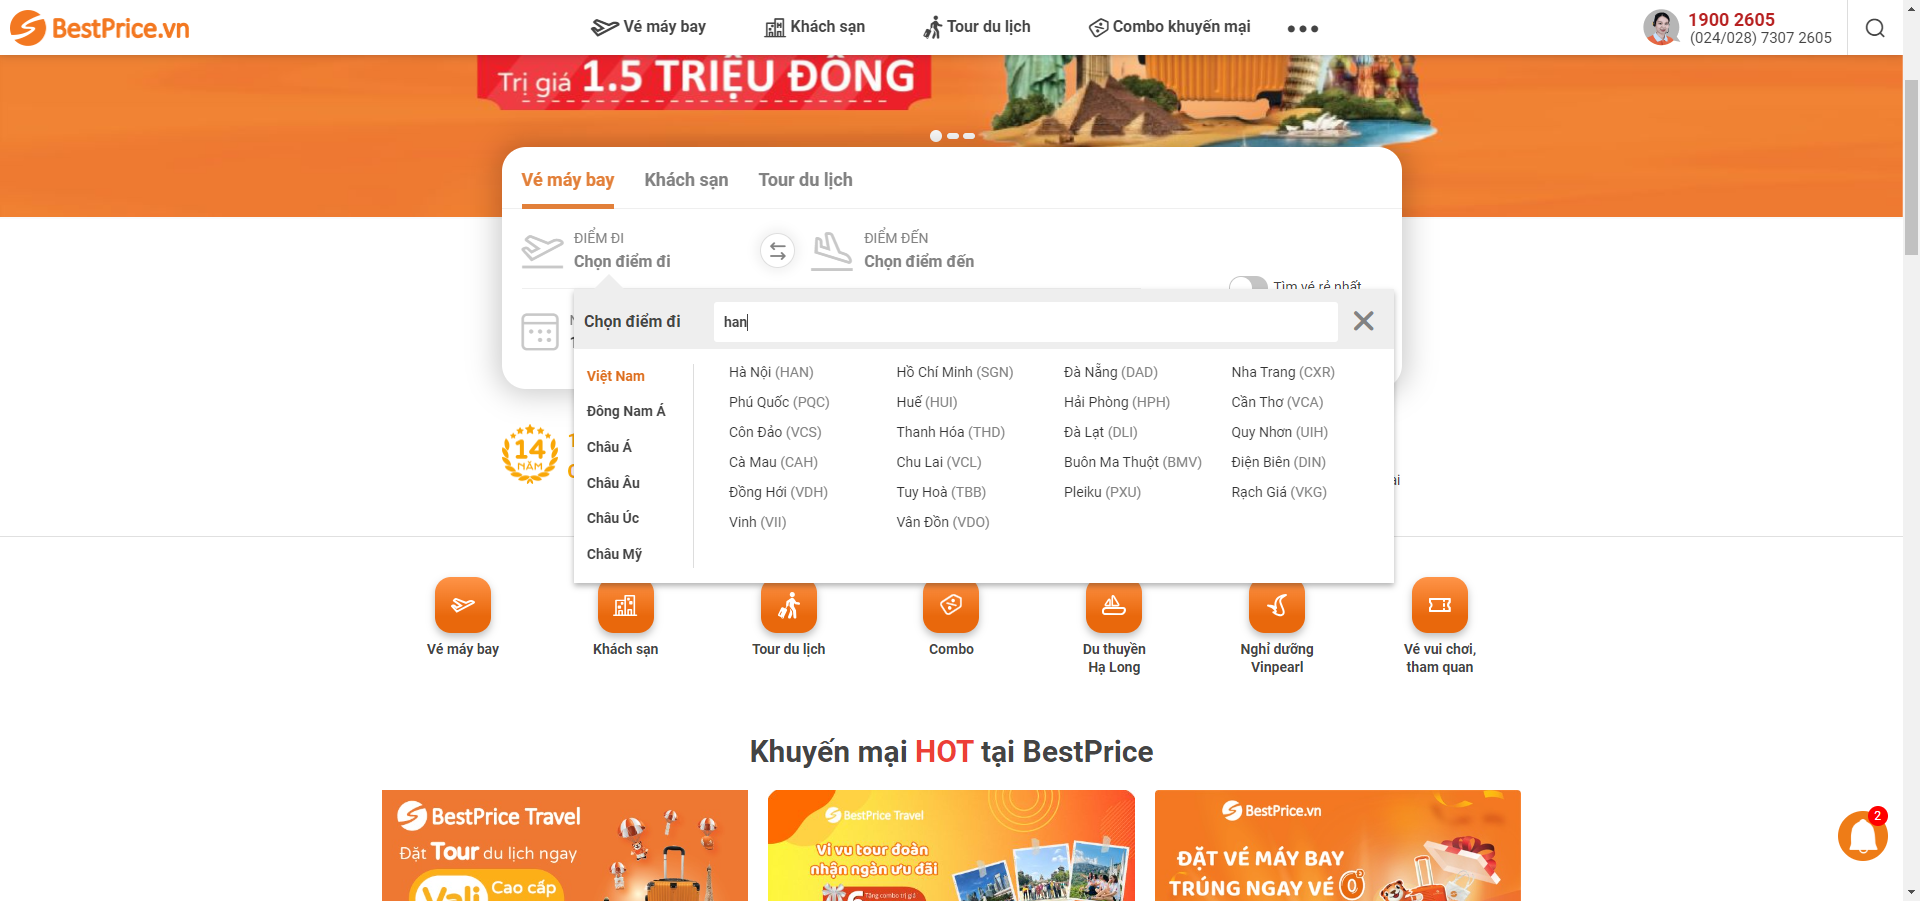 BestPrice.vn
Vé máy bay
Khách sạn
Tour du lịch
Combo khuyến mại
1900 2605
(024/028) 7307 2605
Trị giá 1.5 TRIỆU ĐỒNG
Vé máy bay
Khách sạn
Tour du lịch
ĐIỂM ĐI
Chọn điểm đi
ĐIỂM ĐẾN
Chọn điểm đến
Tìm vé rẻ nhất
Chọn điểm đi
han
Việt Nam
Đông Nam Á
Châu Á
Châu Âu
Châu Úc
Châu Mỹ
Hà Nội (HAN)
Hồ Chí Minh (SGN)
Đà Nẵng (DAD)
Nha Trang (CXR)
Phú Quốc (PQC)
Huế (HUI)
Hải Phòng (HPH)
Cần Thơ (VCA)
Côn Đảo (VCS)
Thanh Hóa (THD)
Đà Lạt (DLI)
Quy Nhơn (UIH)
Cà Mau (CAH)
Chu Lai (VCL)
Buôn Ma Thuột (BMV)
Điện Biên (DIN)
Đồng Hới (VDH)
Tuy Hoà (TBB)
Pleiku (PXU)
Rạch Giá (VKG)
Vinh (VII)
Vân Đồn (VDO)
14
NĂM
Vé máy bay
Khách sạn
Tour du lịch
Combo
Du thuyền
Hạ Long
Nghỉ dưỡng
Vinpearl
Vé vui chơi,
tham quan
Khuyến mại HOT tại BestPrice
BestPrice Travel
Đặt Tour du lịch ngay
Vali Cao cấp
BestPrice Travel
Vi vu tour đoàn
nhận ngàn ưu đãi
Tặng combo trị giá
BestPrice.vn
ĐẶT VÉ MÁY BAY
TRÚNG NGAY VÉ 0
2